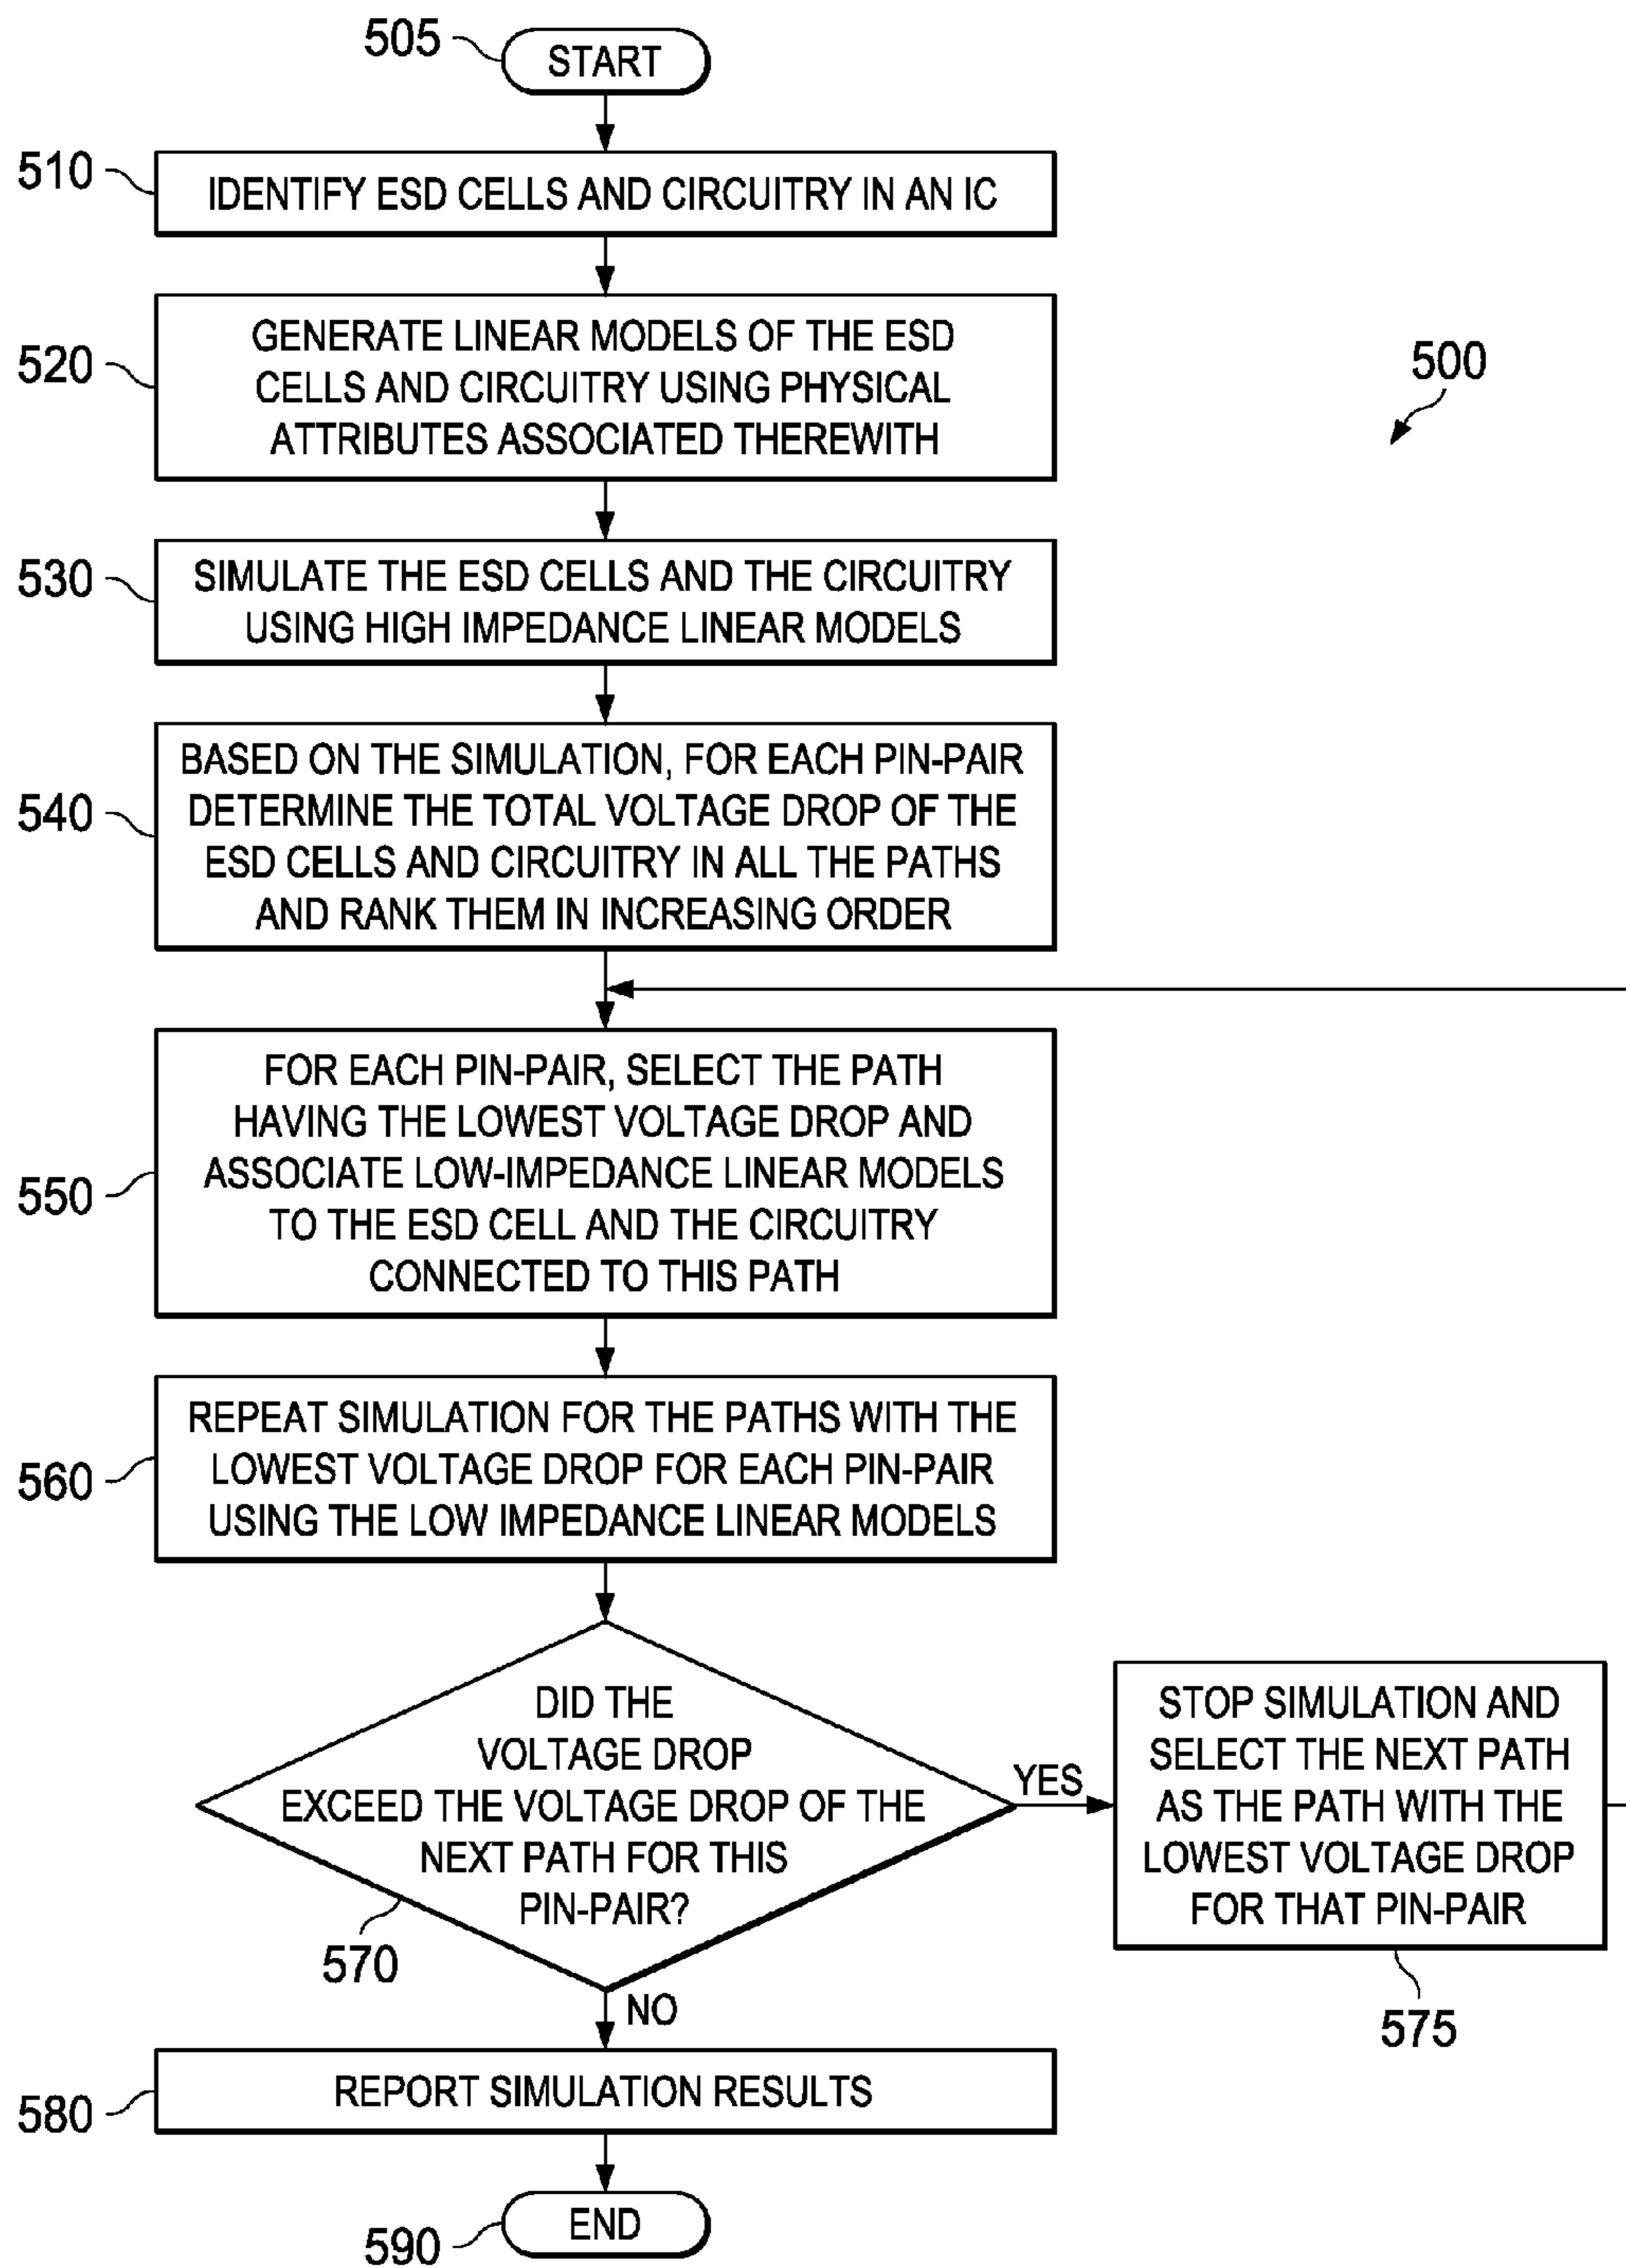 505
START
510
IDENTIFY ESD CELLS AND CIRCUITRY IN AN IC
520
GENERATE LINEAR MODELS OF THE ESD
CELLS AND CIRCUITRY USING PHYSICAL
ATTRIBUTES ASSOCIATED THEREWITH
500
530
SIMULATE THE ESD CELLS AND THE CIRCUITRY
USING HIGH IMPEDANCE LINEAR MODELS
540
BASED ON THE SIMULATION, FOR EACH PIN-PAIR
DETERMINE THE TOTAL VOLTAGE DROP OF THE
ESD CELLS AND CIRCUITRY IN ALL THE PATHS
AND RANK THEM IN INCREASING ORDER
550
FOR EACH PIN-PAIR, SELECT THE PATH
HAVING THE LOWEST VOLTAGE DROP AND
ASSOCIATE LOW-IMPEDANCE LINEAR MODELS
TO THE ESD CELL AND THE CIRCUITRY
CONNECTED TO THIS PATH
560
REPEAT SIMULATION FOR THE PATHS WITH THE
LOWEST VOLTAGE DROP FOR EACH PIN-PAIR
USING THE LOW IMPEDANCE LINEAR MODELS
DID THE
VOLTAGE DROP
EXCEED THE VOLTAGE DROP OF THE
NEXT PATH FOR THIS
PIN-PAIR?
570
YES
STOP SIMULATION AND
SELECT THE NEXT PATH
AS THE PATH WITH THE
LOWEST VOLTAGE DROP
FOR THAT PIN-PAIR
575
NO
580
REPORT SIMULATION RESULTS
590
END